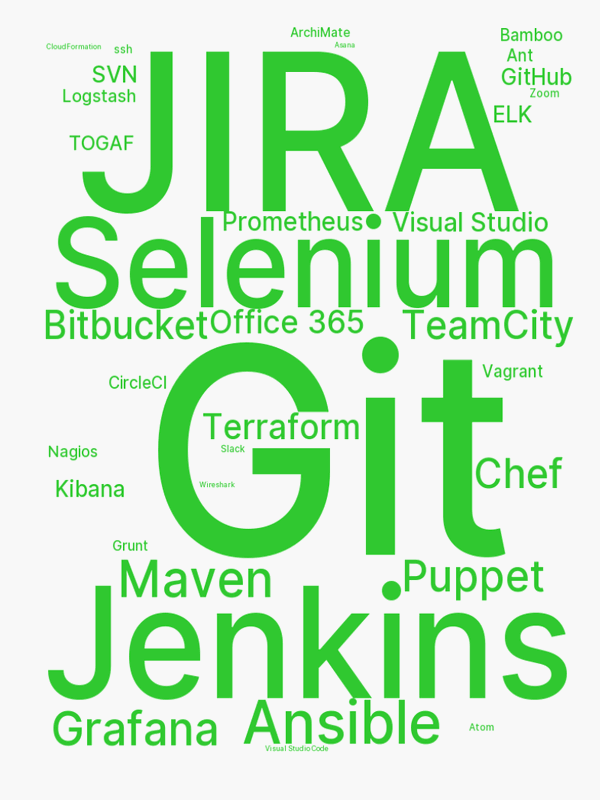 ArchiMate
Bamboo
CloudFormation
ssh
Asana
Ant
SVN
GitHub
Logstash
Zoom
ELK
TOGAF
JIRA
Prometheus
Visual Studio
Selenium
Bitbucket
Office 365
TeamCity
Vagrant
CircleCI
Git
Terraform
Slack
Nagios
Chef
Wireshark
Kibana
Grunt
Maven
Puppet
Jenkins
Grafana
Ansible
Atom
Visual Studio Code